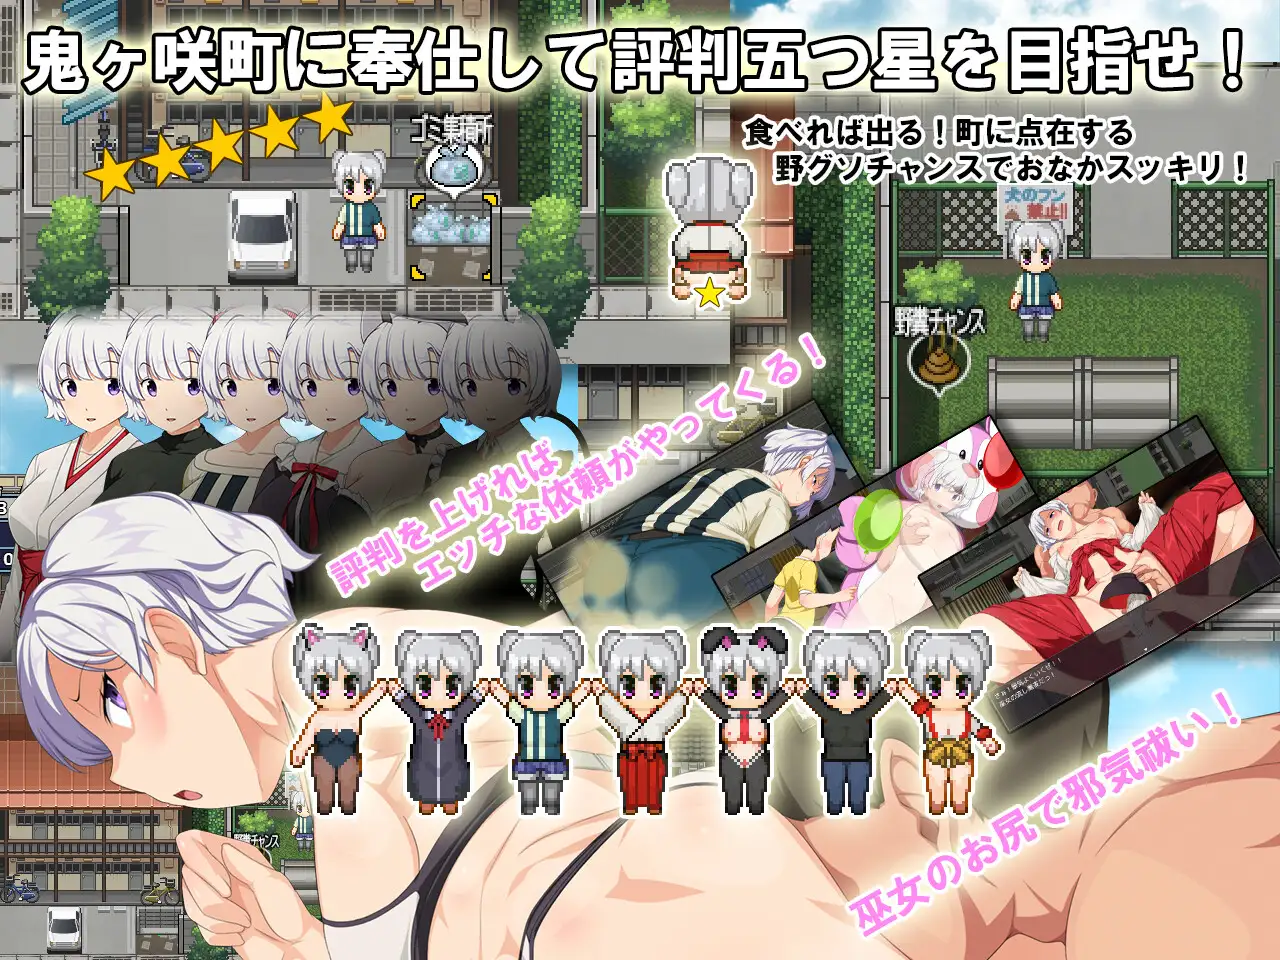 鬼ヶ咲町に奉仕して評判五つ星を目指せ！
食べれば出る！町に点在する
野グソチャンスでおなかスッキリ！
ゴミ集積所
犬のフン
禁止!!
野糞チャンス
評判を上げれば
エッチな依頼がやってくる！
巫女のお尻で邪気祓い！
野糞チャンス